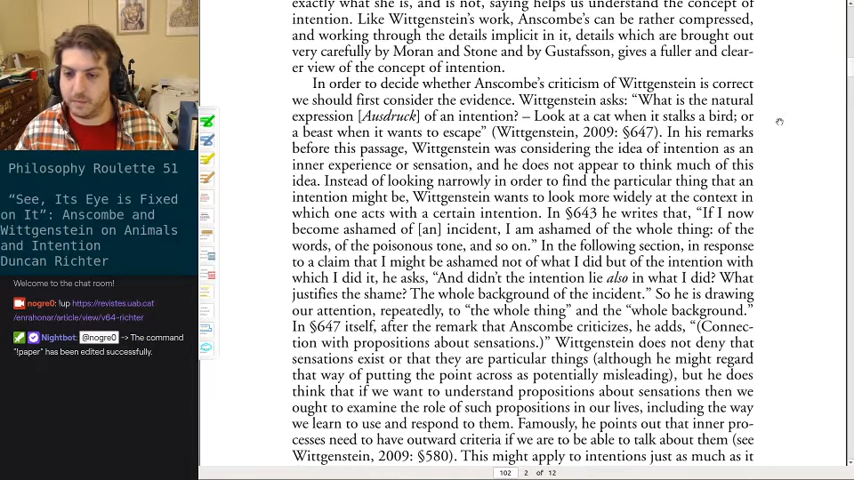 exactly what she is, and is not, saying helps us understand the concept of
intention. Like Wittgenstein's work, Anscombe's can be rather compressed,
and working through the details implicit in it, details which are brought out
very carefully by Moran and Stone and by Gustafsson, gives a fuller and clear-
er view of the concept of intention.
In order to decide whether Anscombe's criticism of Wittgenstein is correct
we should first consider the evidence. Wittgenstein asks: "What is the natural
expression [Ausdruck] of an intention? – Look at a cat when it stalks a bird; or
a beast when it wants to escape" (Wittgenstein, 2009: §647). In his remarks
before this passage, Wittgenstein was considering the idea of intention as an
inner experience or sensation, and he does not appear to think much of this
idea. Instead of looking narrowly in order to find the particular thing that an
intention might be, Wittgenstein wants to look more widely at the context in
which one acts with a certain intention. In §643 he writes that, "If I now
become ashamed of [an] incident, I am ashamed of the whole thing: of the
words, of the poisonous tone, and so on." In the following section, in response
to a claim that I might be ashamed not of what I did but of the intention with
which I did it, he asks, "And didn't the intention lie also in what I did? What
justifies the shame? The whole background of the incident." So he is drawing
our attention, repeatedly, to "the whole thing" and the "whole background."
In §647 itself, after the remark that Anscombe criticizes, he adds, "(Connec-
tion with propositions about sensations.)" Wittgenstein does not deny that
sensations exist or that they are particular things (although he might regard
that way of putting the point across as potentially misleading), but he does
think that if we want to understand propositions about sensations then we
ought to examine the role of such propositions in our lives, including the way
we learn to use and respond to them. Famously, he points out that inner pro-
cesses need to have outward criteria if we are to be able to talk about them (see
Wittgenstein, 2009: §580). This might apply to intentions just as much as it
102 2 of 12
Philosophy Roulette 51
"See, Its Eye is Fixed
on It": Anscombe and
Wittgenstein on Animals
and Intention
Duncan Richter
Welcome to the chat room!
nogre0: !up https://revistes.uab.cat
/enrahonar/article/view/v64-richter
Nightbot: @nogre0 -> The command
"!paper" has been edited successfully.